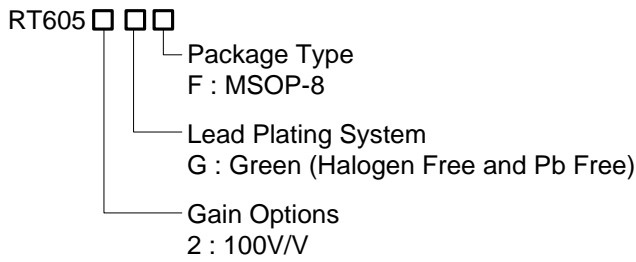 RT605
Package Type
F : MSOP-8
Lead Plating System
G : Green (Halogen Free and Pb Free)
Gain Options
2 : 100V/V